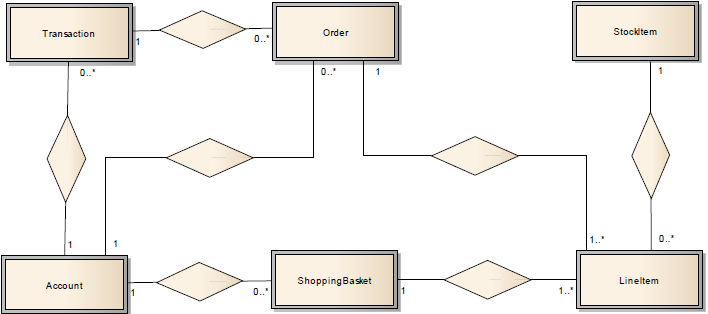 Transaction
1
0..*
Order
StockItem
0..*
0..*
1
1
1
1
1..*
0..*
Account
1
0..*
ShoppingBasket
1
1..*
LineItem